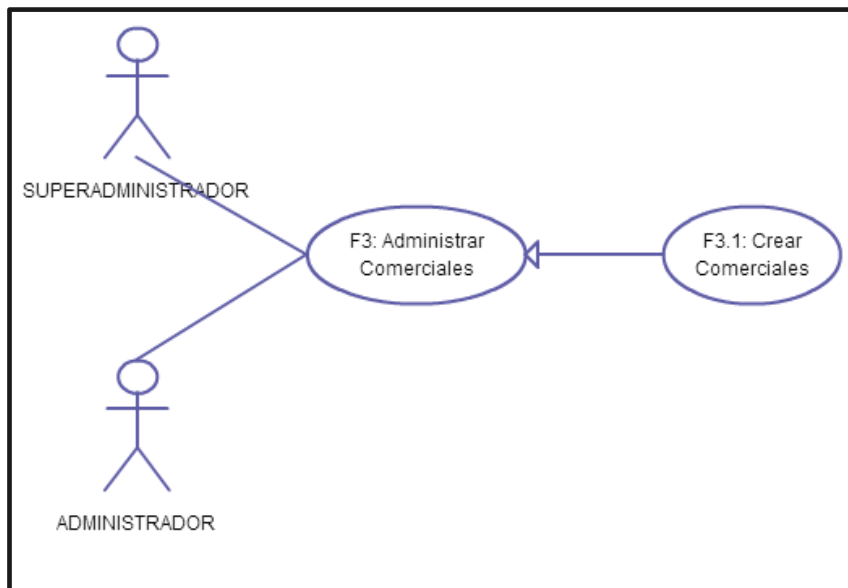 SUPERADMINISTRADOR
F3: Administrar
Comerciales
F3.1: Crear
Comerciales
ADMINISTRADOR